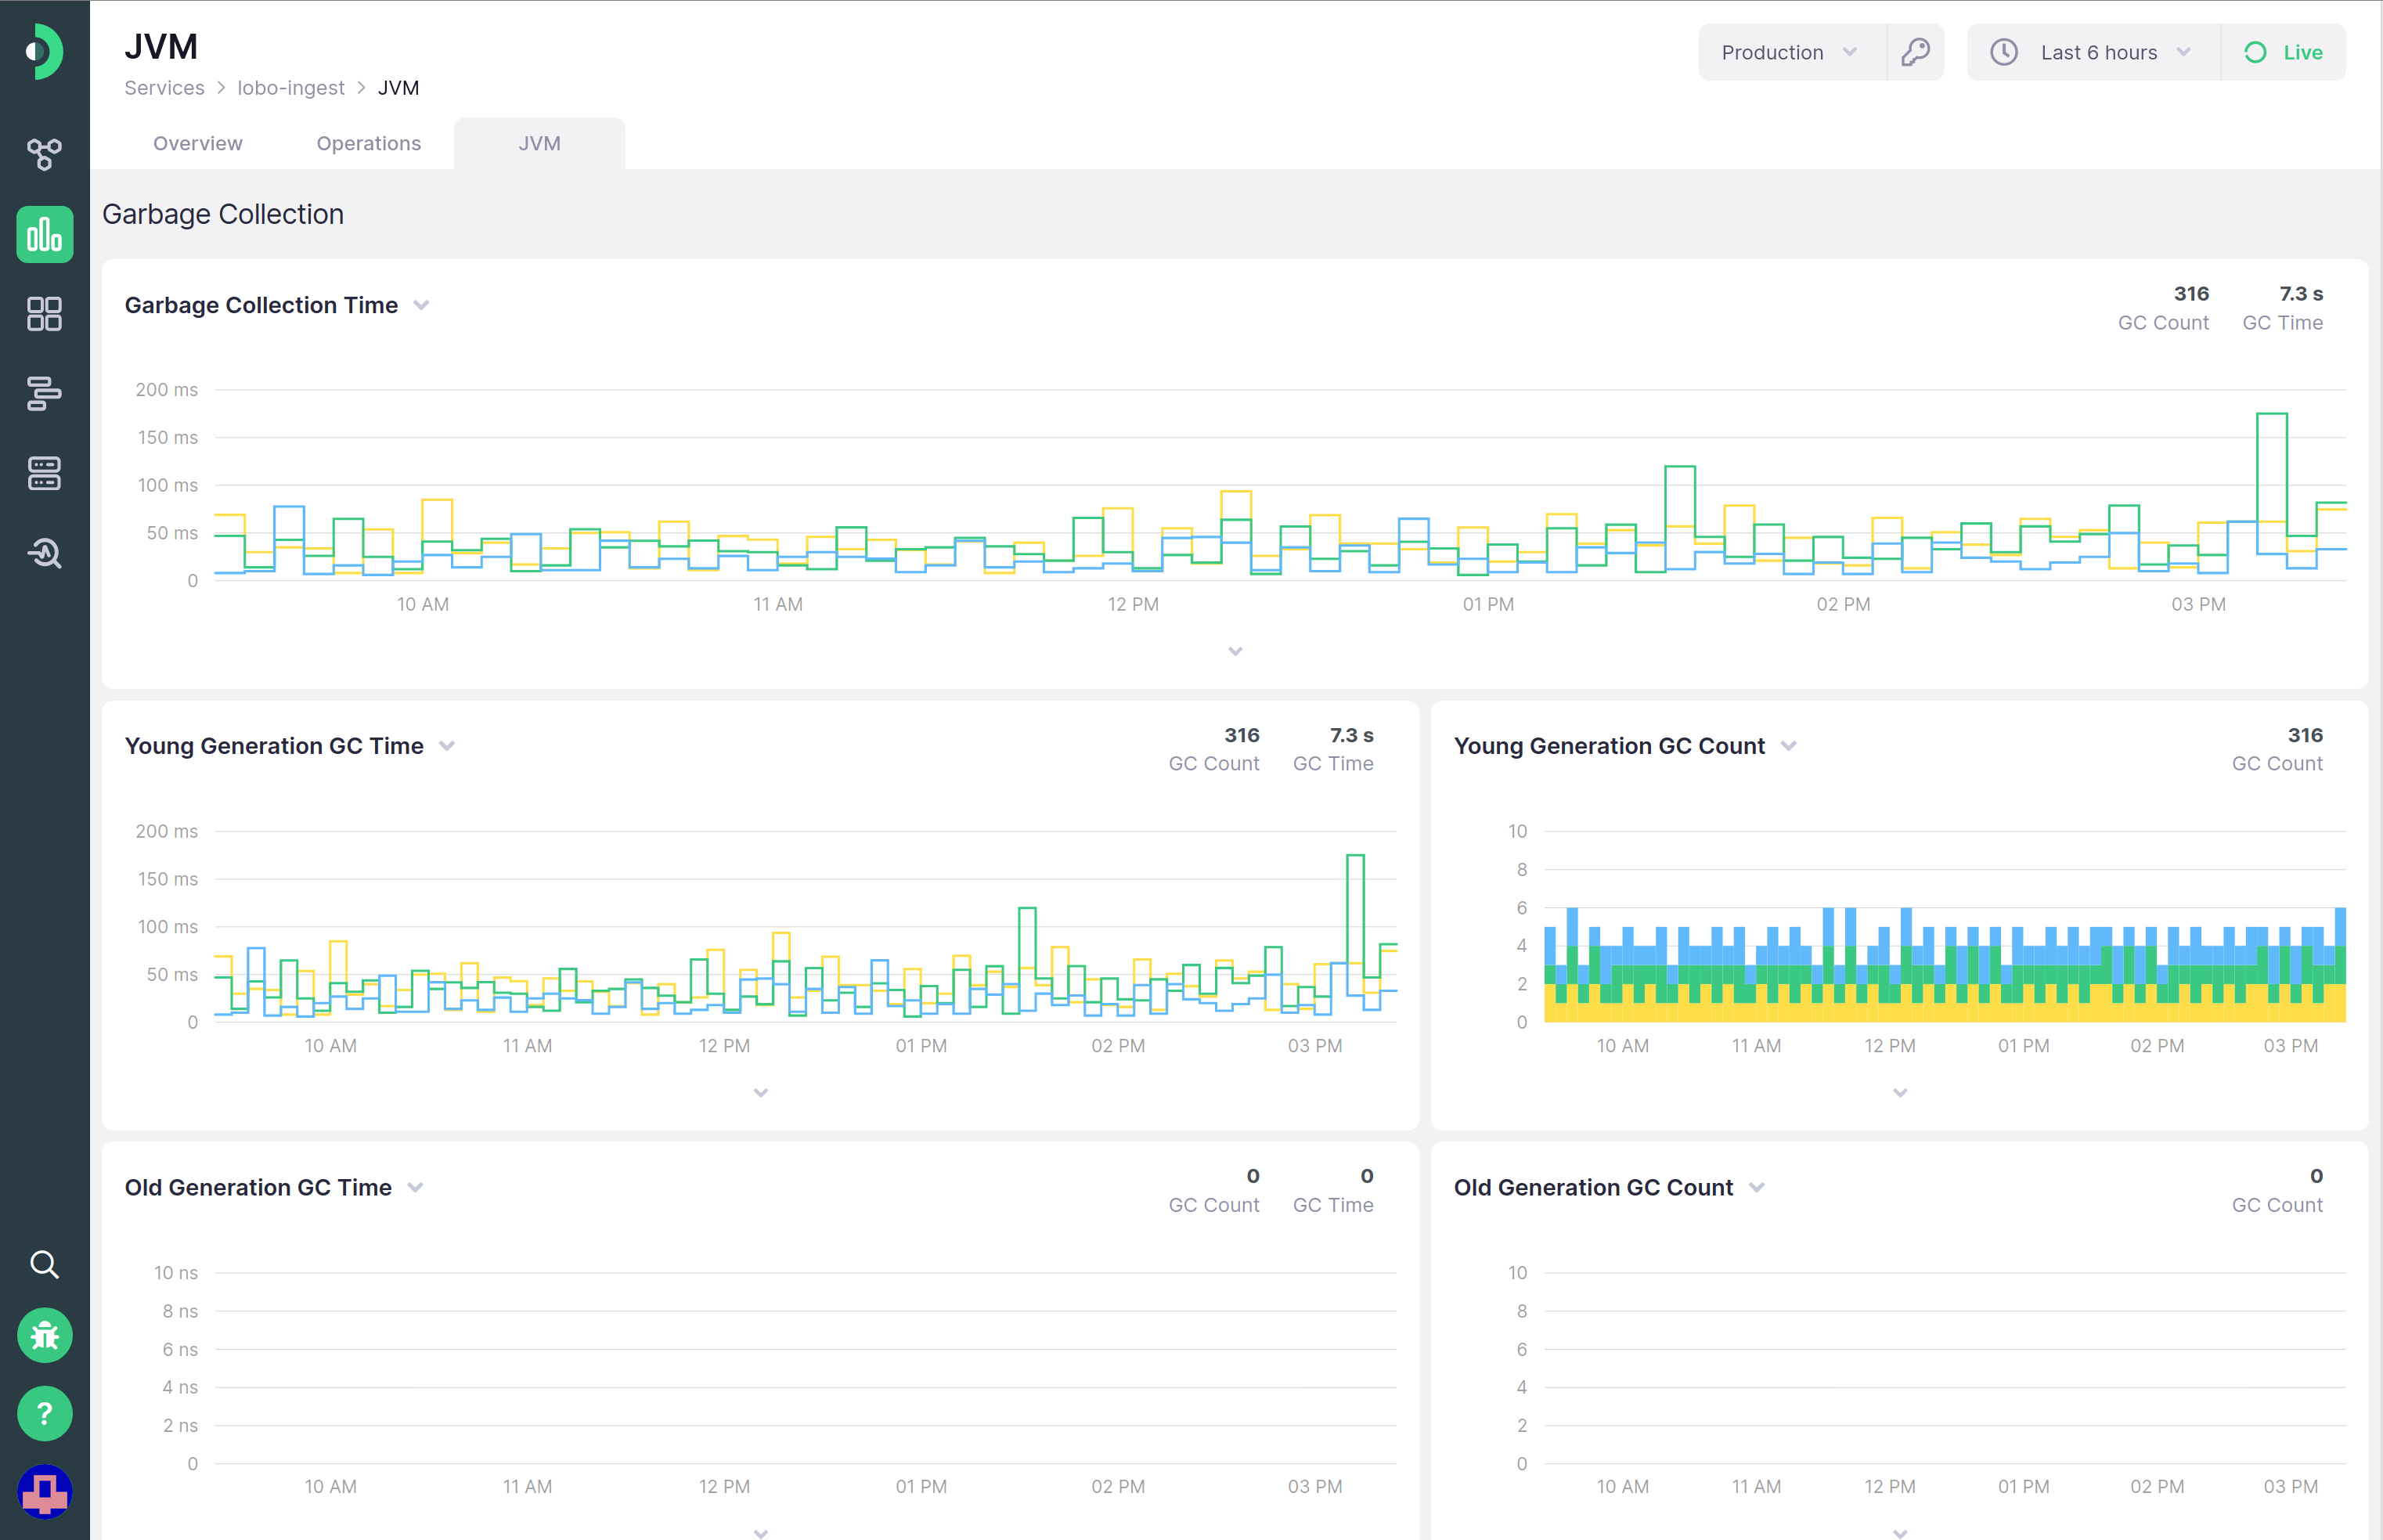 JVM
Services > lobo-ingest > JVM
Production
Last 6 hours
Live
Overview
Operations
JVM
Garbage Collection
Garbage Collection Time
316
GC Count
7.3 s
GC Time
200 ms
150 ms
100 ms
50 ms
0
10 AM 11 AM 12 PM 01 PM 02 PM 03 PM
Young Generation GC Time
316
GC Count
7.3 s
GC Time
200 ms
150 ms
100 ms
50 ms
0
10 AM 11 AM 12 PM 01 PM 02 PM 03 PM
Young Generation GC Count
316
GC Count
10
8
6
4
2
0
10 AM 11 AM 12 PM 01 PM 02 PM 03 PM
Old Generation GC Time
0
GC Count
0
GC Time
10 ns
8 ns
6 ns
4 ns
2 ns
0
10 AM 11 AM 12 PM 01 PM 02 PM 03 PM
Old Generation GC Count
0
GC Count
10
8
6
4
2
0
10 AM 11 AM 12 PM 01 PM 02 PM 03 PM
?